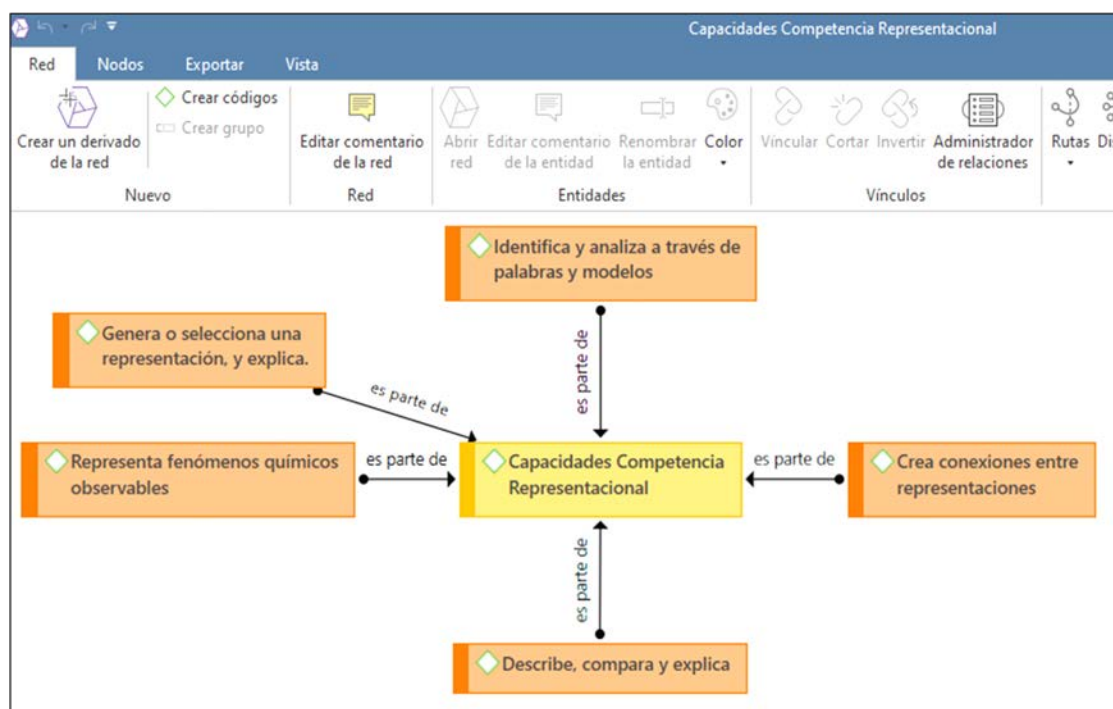 Capacidades Competencia Representacional
Red Nodos Exportar Vista
Crear un derivado
de la red
Crear códigos
Crear grupo
Editar comentario
de la red
Abrir
red
Editar comentario
de la entidad
Renombrar
la entidad
Color
Víncular Cortar Invertir Administrador
de relaciones
Rutas
Nuevo Red Entidades Vínculos
Identifica y analiza a través de
palabras y modelos
es parte de
Genera o selecciona una
representación, y explica.
es parte de
Representa fenómenos químicos
observables
es parte de
Capacidades Competencia
Representacional
es parte de
Crea conexiones entre
representaciones
es parte de
Describe, compara y explica